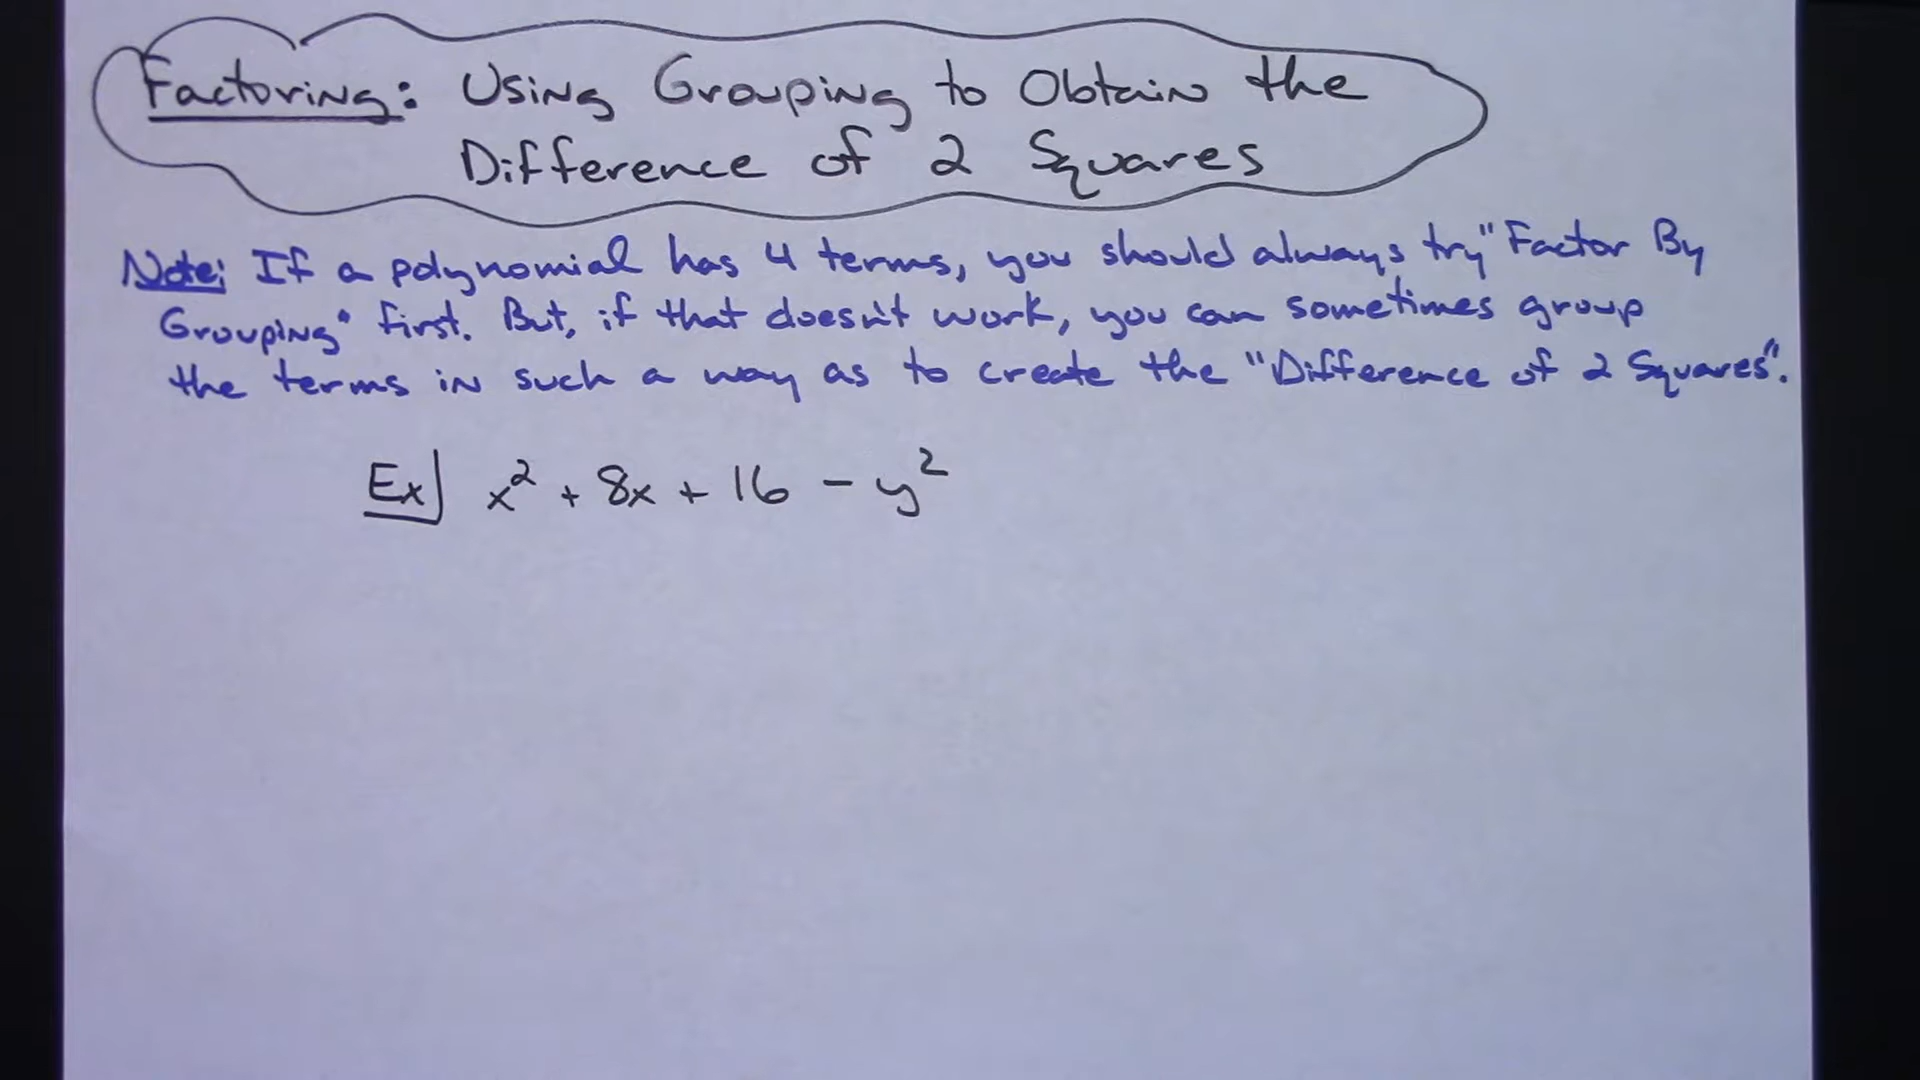 Factoring: Using Grouping to Obtain the
Difference of 2 Squares
Note: If a polynomial has 4 terms, you should always try "Factor By
Grouping" first. But, if that doesn't work, you can sometimes group
the terms in such a way as to create the "Difference of 2 Squares".
Ex] x² + 8x + 16 - y²